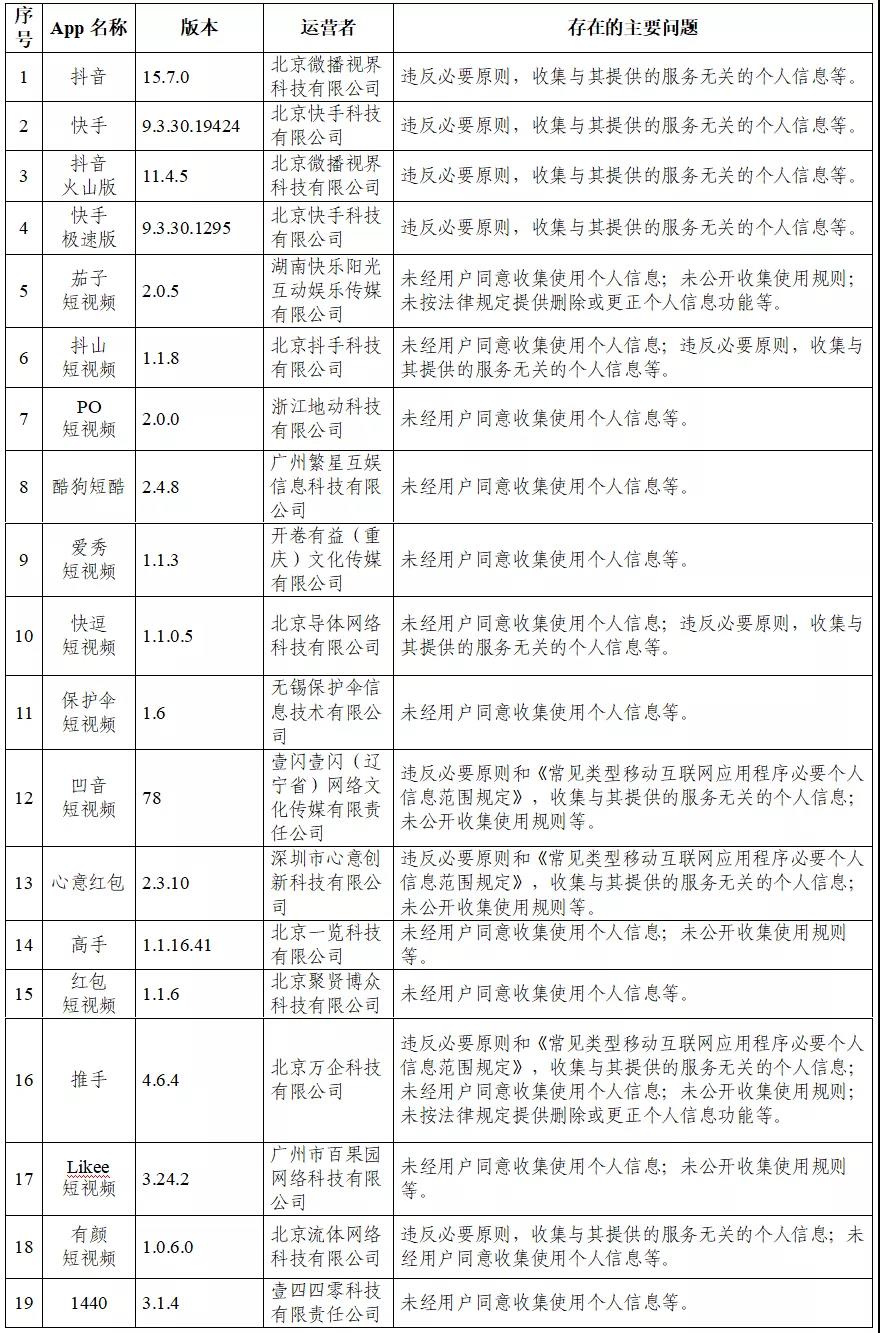 序
号
App 名称
版本
运营者
存在的主要问题
1
抖音
15.7.0
北京微播视界
科技有限公司
违反必要原则，收集与其提供的服务无关的个人信息等。
2
快手
9.3.30.19424
北京快手科技
有限公司
违反必要原则，收集与其提供的服务无关的个人信息等。
3
抖音
火山版
11.4.5
北京微播视界
科技有限公司
违反必要原则，收集与其提供的服务无关的个人信息等。
4
快手
极速版
9.3.30.1295
北京快手科技
有限公司
违反必要原则，收集与其提供的服务无关的个人信息等。
5
茄子
短视频
2.0.5
湖南快乐阳光
互动娱乐传媒
有限公司
未经用户同意收集使用个人信息；未公开收集使用规则；
未按法律规定提供删除或更正个人信息功能等。
6
抖山
短视频
1.1.8
北京抖手科技
有限公司
未经用户同意收集使用个人信息；违反必要原则，收集与
其提供的服务无关的个人信息等。
7
PO
短视频
2.0.0
浙江地动科技
有限公司
未经用户同意收集使用个人信息等。
8
酷狗短酷
2.4.8
广州繁星互娱
信息科技有限
公司
未经用户同意收集使用个人信息等。
9
爱秀
短视频
1.1.3
开卷有益（重
庆）文化传媒
有限公司
未经用户同意收集使用个人信息等。
10
快逗
短视频
1.1.0.5
北京导体网络
科技有限公司
未经用户同意收集使用个人信息；违反必要原则，收集与
其提供的服务无关的个人信息等。
11
保护伞
短视频
1.6
无锡保护伞信
息技术有限公
司
未经用户同意收集使用个人信息等。
12
凹音
短视频
78
壹闪壹闪（辽
宁省）网络文
化传媒有限责
任公司
违反必要原则和《常见类型移动互联网应用程序必要个人
信息范围规定》，收集与其提供的服务无关的个人信息；
未公开收集使用规则等。
13
心意红包
2.3.10
深圳市心意创
新科技有限公
司
违反必要原则和《常见类型移动互联网应用程序必要个人
信息范围规定》，收集与其提供的服务无关的个人信息；
未公开收集使用规则等。
14
高手
1.1.16.41
北京一览科技
有限公司
未经用户同意收集使用个人信息；未公开收集使用规则
等。
15
红包
短视频
1.1.6
北京聚贤博众
科技有限公司
未经用户同意收集使用个人信息等。
16
推手
4.6.4
北京万企科技
有限公司
违反必要原则和《常见类型移动互联网应用程序必要个人
信息范围规定》，收集与其提供的服务无关的个人信息；
未经用户同意收集使用个人信息；未公开收集使用规则；
未按法律规定提供删除或更正个人信息功能等。
17
Likee
短视频
3.24.2
广州市百果园
网络科技有限
公司
未经用户同意收集使用个人信息；未公开收集使用规则
等。
18
有颜
短视频
1.0.6.0
北京流体网络
科技有限公司
违反必要原则，收集与其提供的服务无关的个人信息；未
经用户同意收集使用个人信息等。
19
1440
3.1.4
壹四四零科技
有限责任公司
未经用户同意收集使用个人信息等。